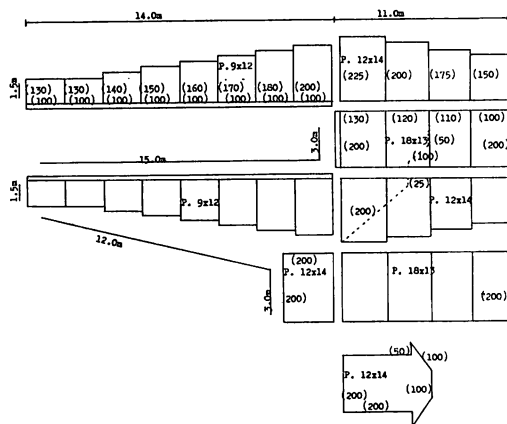 14.0m 11.0m
P.9x12 P. 12x14
1.5m (130) (130) (140) (150) (160) (170) (180) (200) (225) (200) (175) (150)
(100) (100) (100) (100) (100) (100) (100) (100)
(130) (120) (110) (100)
3.0m (200) P. 18x13 (50) (200)
(100)
15.0m
1.5m P. 9x12 (25)
(200) P. 12x14
12.0m
(200)
P. 12x14 P. 18x13
3.0m (200) (200)
(50) (100)
P. 12x14
(200) (100)
(200)